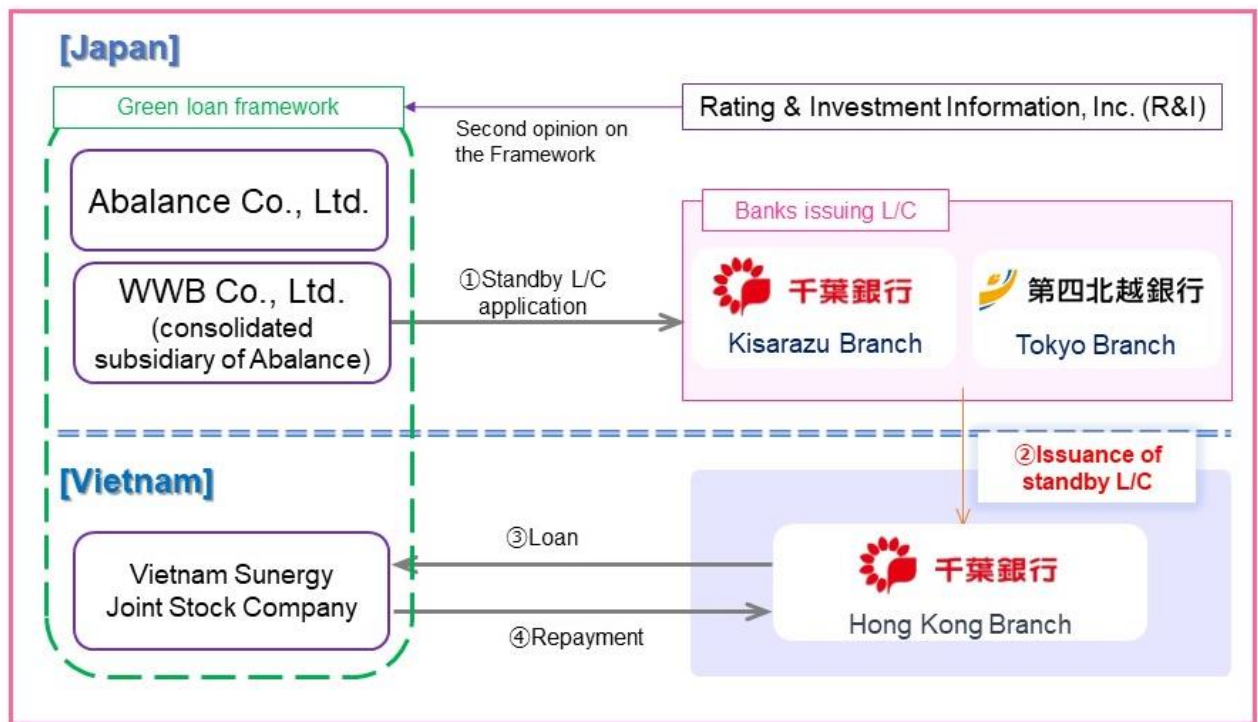 [Japan]
Green loan framework
Rating & Investment Information, Inc. (R&I)
Second opinion on
the Framework
Abalance Co., Ltd.
Banks issuing L/C
WWB Co., Ltd.
(consolidated
subsidiary of Abalance)
①Standby L/C
application
千葉銀行
Kisarazu Branch
第四北越銀行
Tokyo Branch
②Issuance of
standby L/C
[Vietnam]
Vietnam Sunergy
Joint Stock Company
③Loan
④Repayment
千葉銀行
Hong Kong Branch